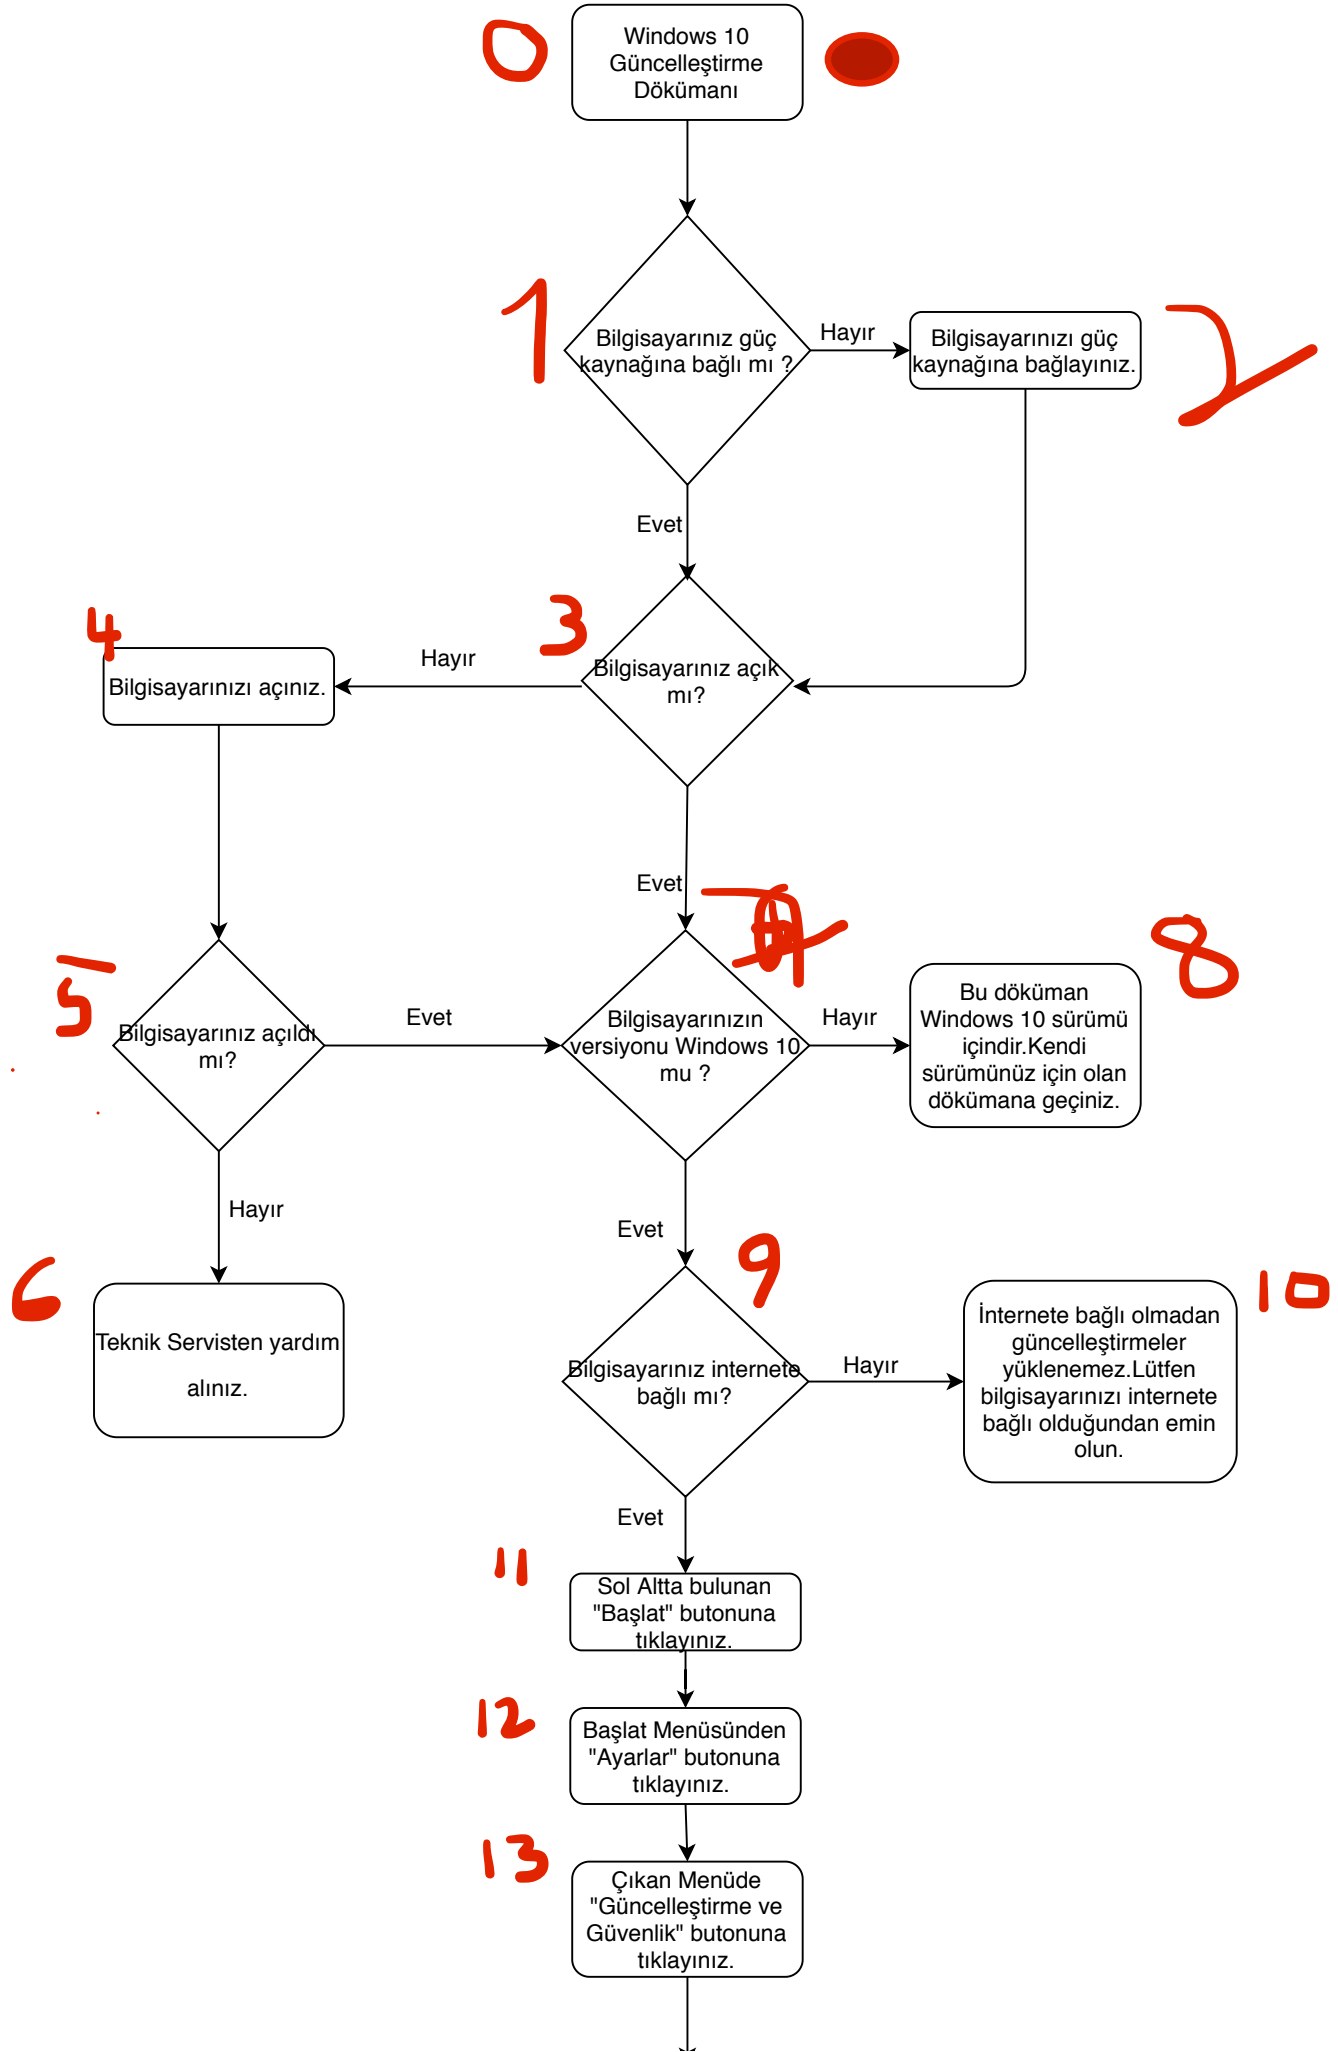 0
Windows 10
Güncelleştirme
Dökümanı
1
Bilgisayarınız güç
kaynağına bağlı mı ?
Hayır
Bilgisayarınızı güç
kaynağına bağlayınız.
2
Evet
3
Bilgisayarınız açık
mı?
Hayır
4
Bilgisayarınızı açınız.
Evet
5
Bilgisayarınız açıldı
mı?
Evet
7
Bilgisayarınızın
versiyonu Windows 10
mu ?
Hayır
8
Bu döküman
Windows 10 sürümü
içindir.Kendi
sürümünüz için olan
dökümana geçiniz.
Hayır
6
Teknik Servisten yardım
alınız.
Evet
9
Bilgisayarınız internete
bağlı mı?
Hayır
10
İnternete bağlı olmadan
güncelleştirmeler
yüklenemez.Lütfen
bilgisayarınızı internete
bağlı olduğundan emin
olun.
Evet
11
Sol Altta bulunan
"Başlat" butonuna
tıklayınız.
12
Başlat Menüsünden
"Ayarlar" butonuna
tıklayınız.
13
Çıkan Menüde
"Güncelleştirme ve
Güvenlik" butonuna
tıklayınız.